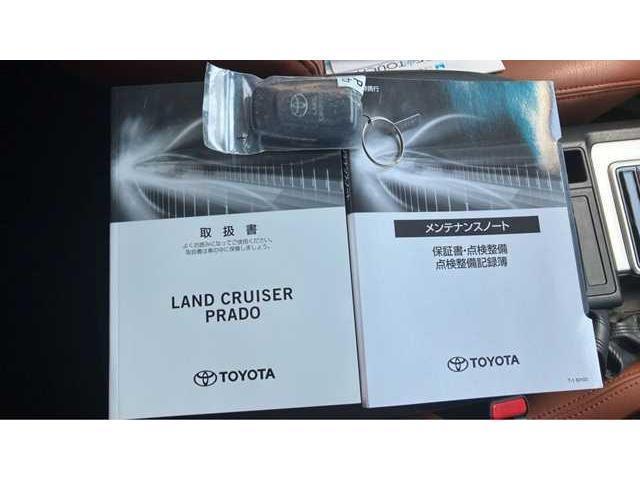 取扱書
よくお読みになってご使用ください。
取扱書は車の中に保管しましょう。
LAND CRUISER
PRADO
TOYOTA
メンテナンスノート
保証書・点検整備
点検整備記録簿
TOYOTA